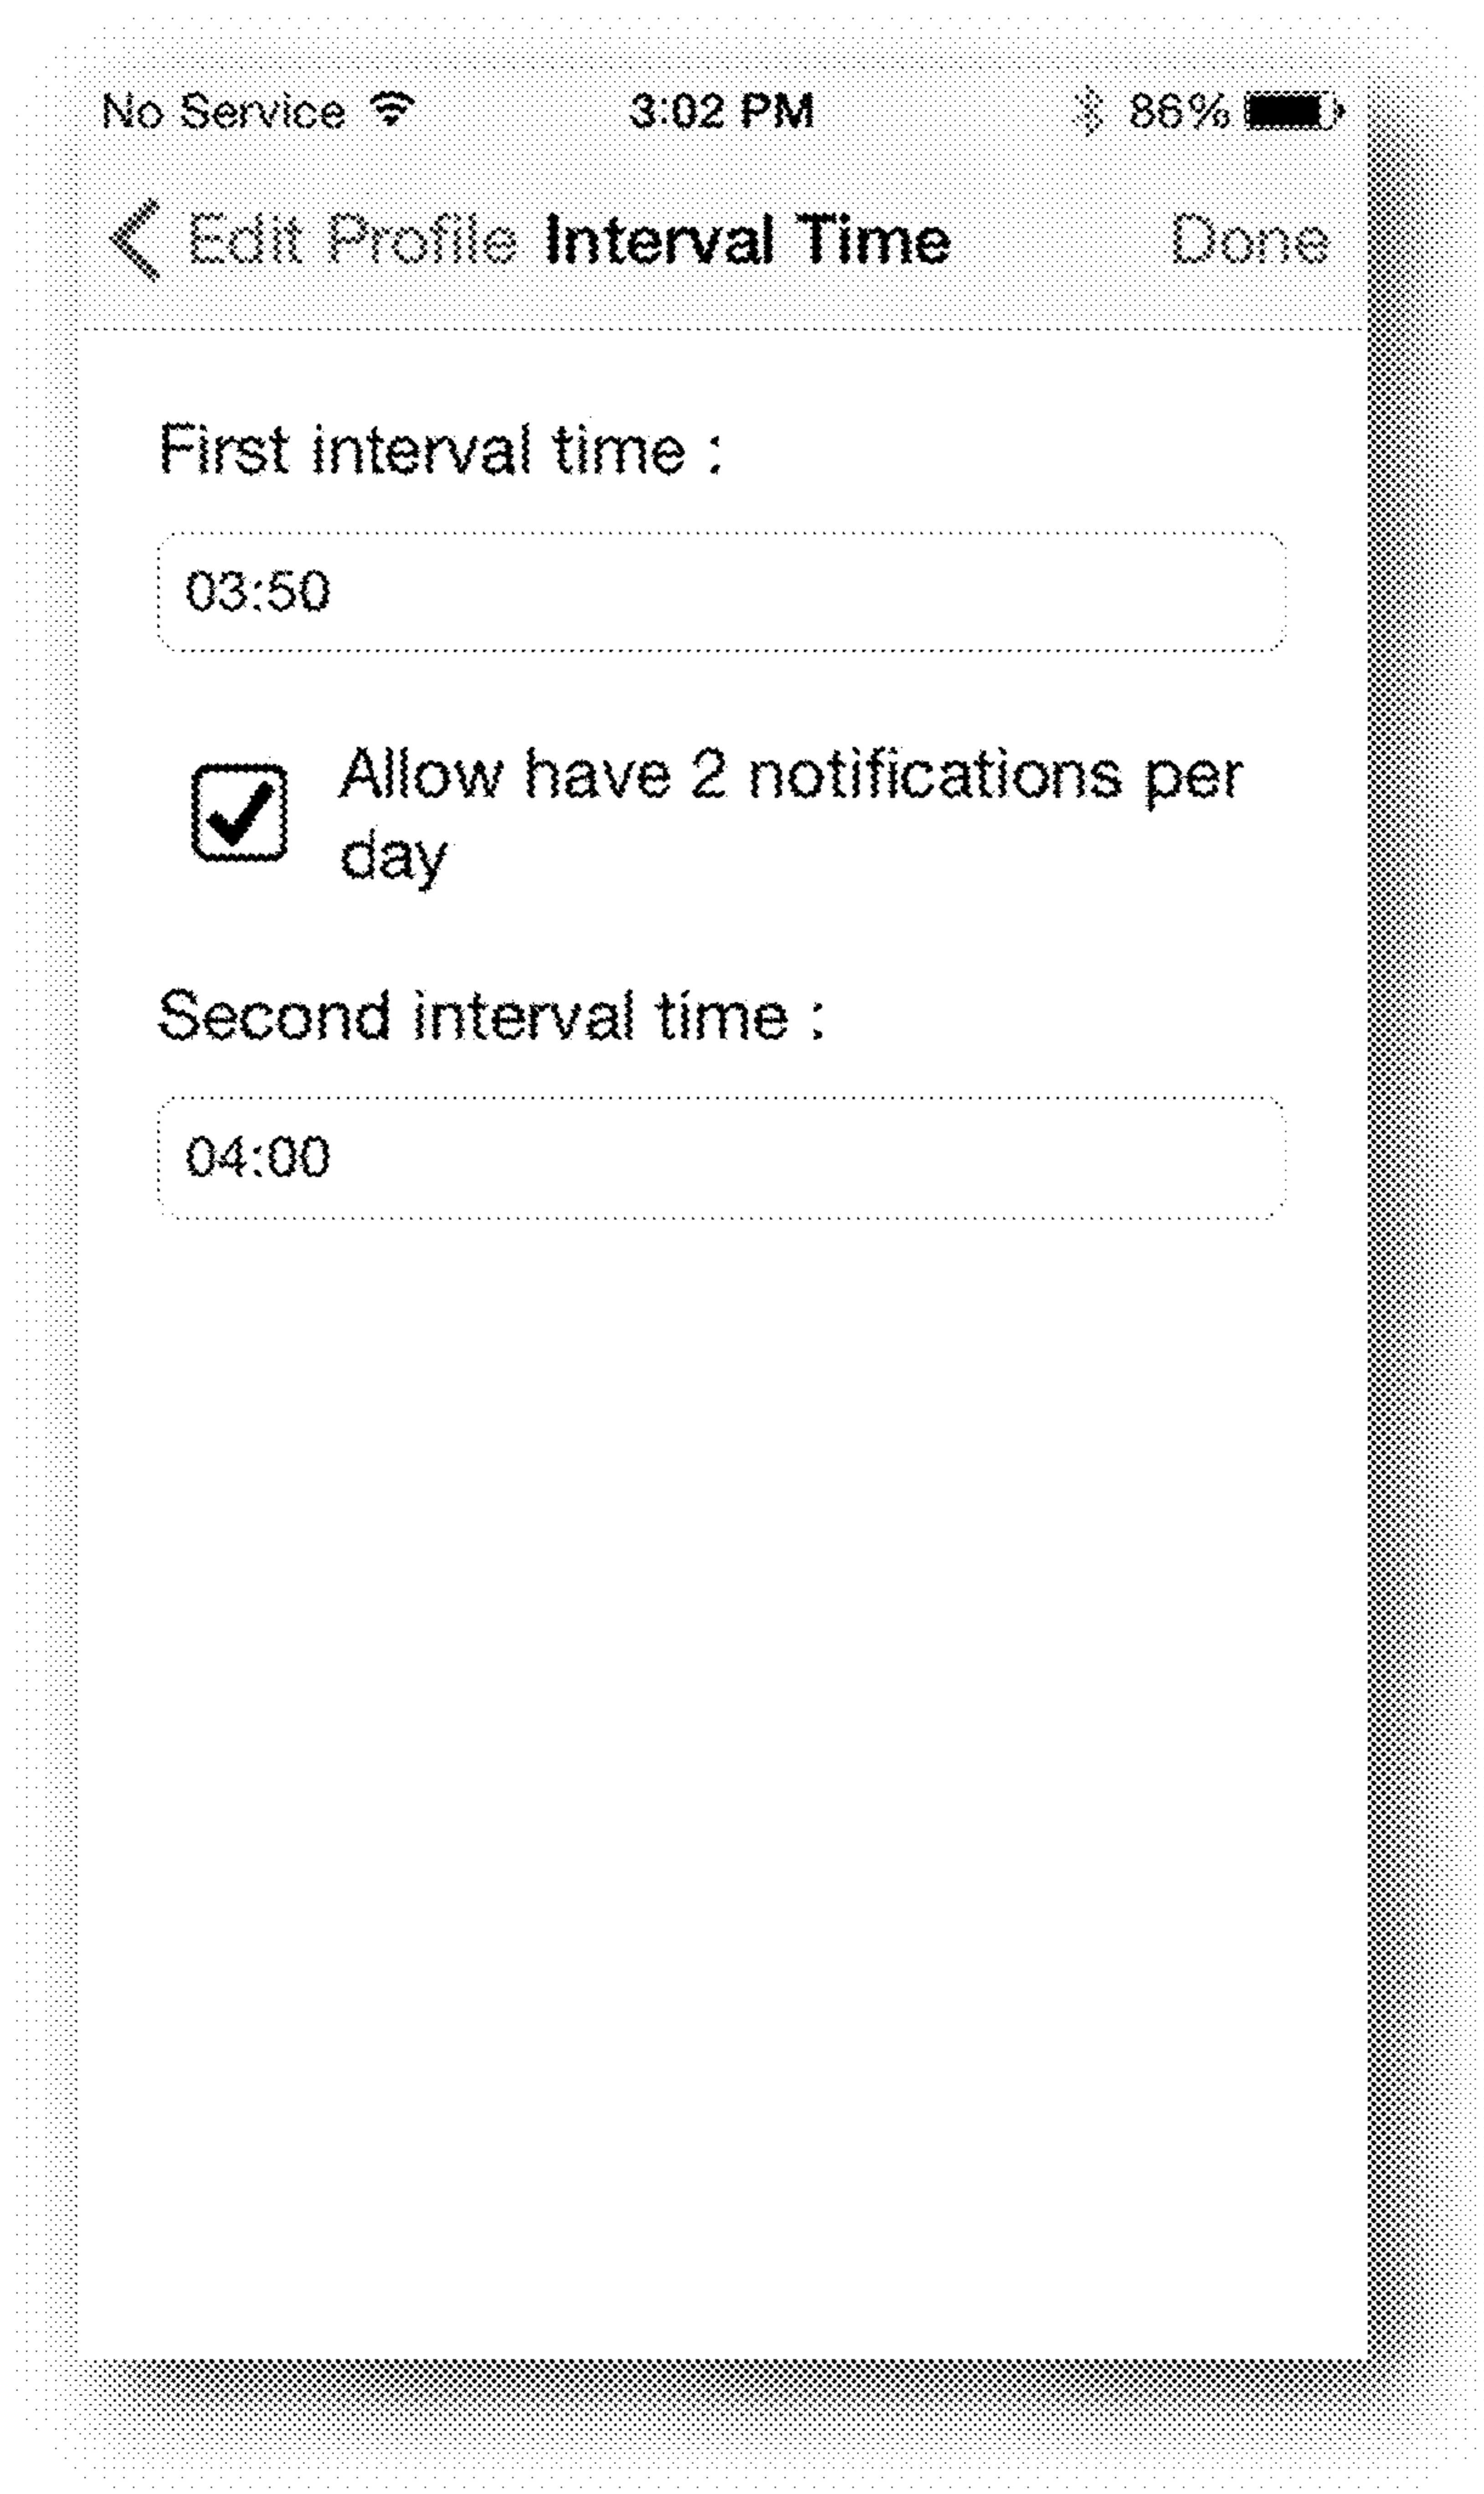 No Service 3:02 PM 86%
Edit Profile Interval Time Done
First interval time :
03:50
Allow have 2 notifications per
day
Second interval time :
04:00